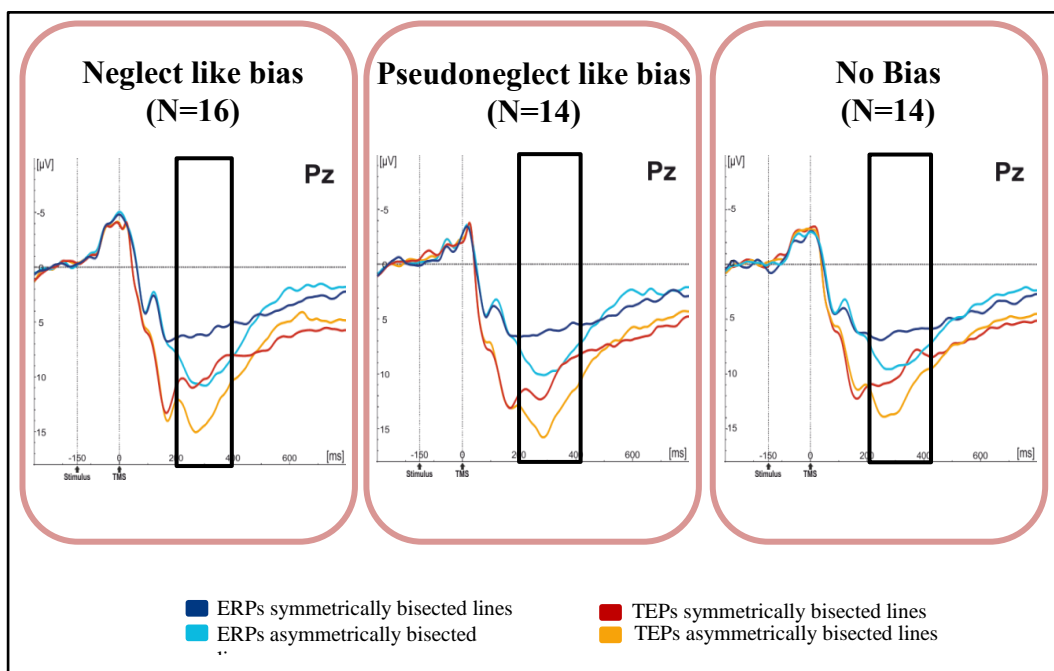 Neglect like bias
(N=16)
Pseudoneglect like bias
(N=14)
No Bias
(N=14)
[µV]
Pz
-5
0
5
10
15
-150
0
200
400
600
[ms]
Stimulus
TMS
[µV]
Pz
-5
0
5
10
15
-150
0
200
400
600
[ms]
Stimulus
TMS
[µV]
Pz
-5
0
5
10
15
-150
0
200
400
600
[ms]
Stimulus
TMS
ERPs symmetrically bisected lines
ERPs asymmetrically bisected
TEPs symmetrically bisected lines
TEPs asymmetrically bisected lines